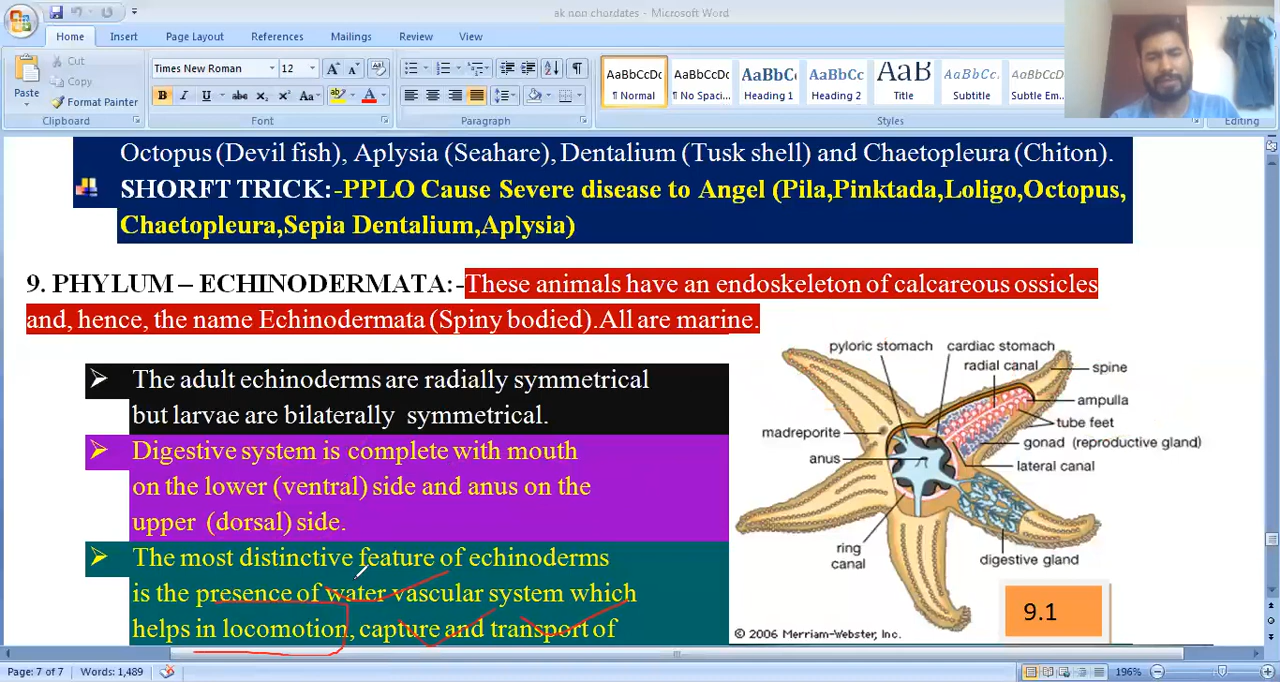 ak non chordates - Microsoft Word
Home Insert Page Layout References Mailings Review View
Paste
Cut
Copy
Format Painter
Clipboard
Times New Roman 12
Font
Paragraph
AaBbCcDc AaBbCcDc AaBbC AaBbCc AaB AaBbCcL AaBbCcDc
¶ Normal ¶ No Spaci... Heading 1 Heading 2 Title Subtitle Subtle Em...
Styles
Editing
Octopus (Devil fish), Aplysia (Seahare), Dentalium (Tusk shell) and Chaetopleura (Chiton).
SHORFT TRICK:-PPLO Cause Severe disease to Angel (Pila,Pinktada,Loligo,Octopus,
Chaetopleura,Sepia Dentalium,Aplysia)
9. PHYLUM – ECHINODERMATA:-These animals have an endoskeleton of calcareous ossicles
and, hence, the name Echinodermata (Spiny bodied).All are marine.
➢ The adult echinoderms are radially symmetrical
but larvae are bilaterally symmetrical.
➢ Digestive system is complete with mouth
on the lower (ventral) side and anus on the
upper (dorsal) side.
➢ The most distinctive feature of echinoderms
is the presence of water vascular system which
helps in locomotion, capture and transport of
pyloric stomach
cardiac stomach
radial canal
spine
ampulla
tube feet
gonad (reproductive gland)
lateral canal
madreporite
anus
ring
canal
digestive gland
9.1
© 2006 Merriam-Webster, Inc.
Page: 7 of 7 Words: 1,489 196%